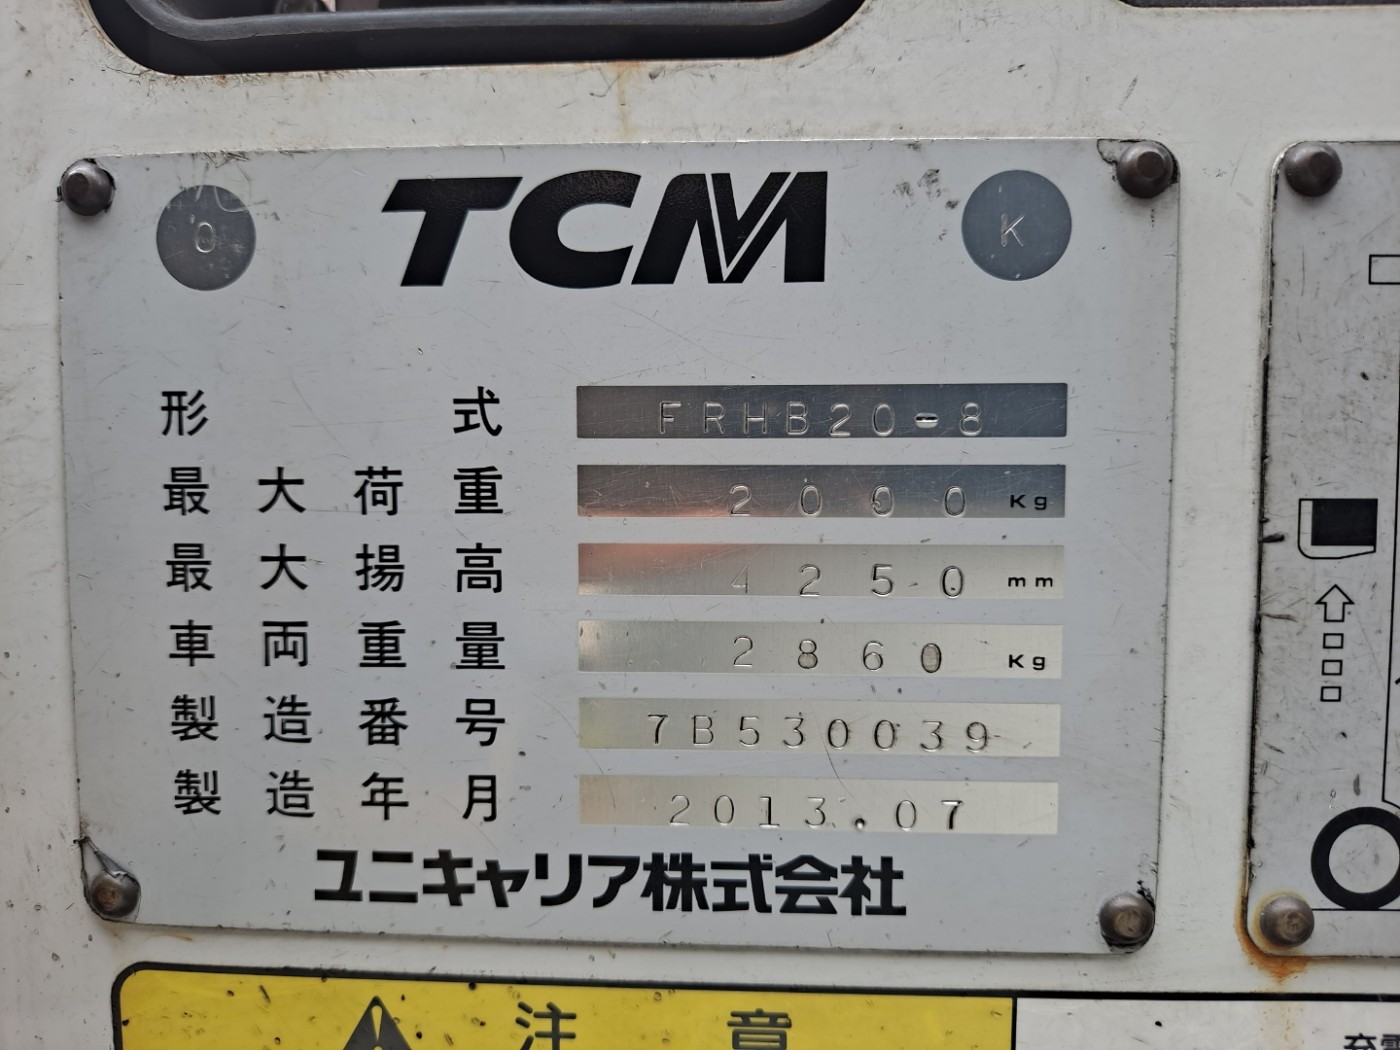 O TCM K
形式 FRHB20-8
最大荷重 2000 Kg
最大揚高 4250 mm
車両重量 2860 Kg
製造番号 7B530039
製造年月 2013.07
ユニキャリア株式会社
注意
充電